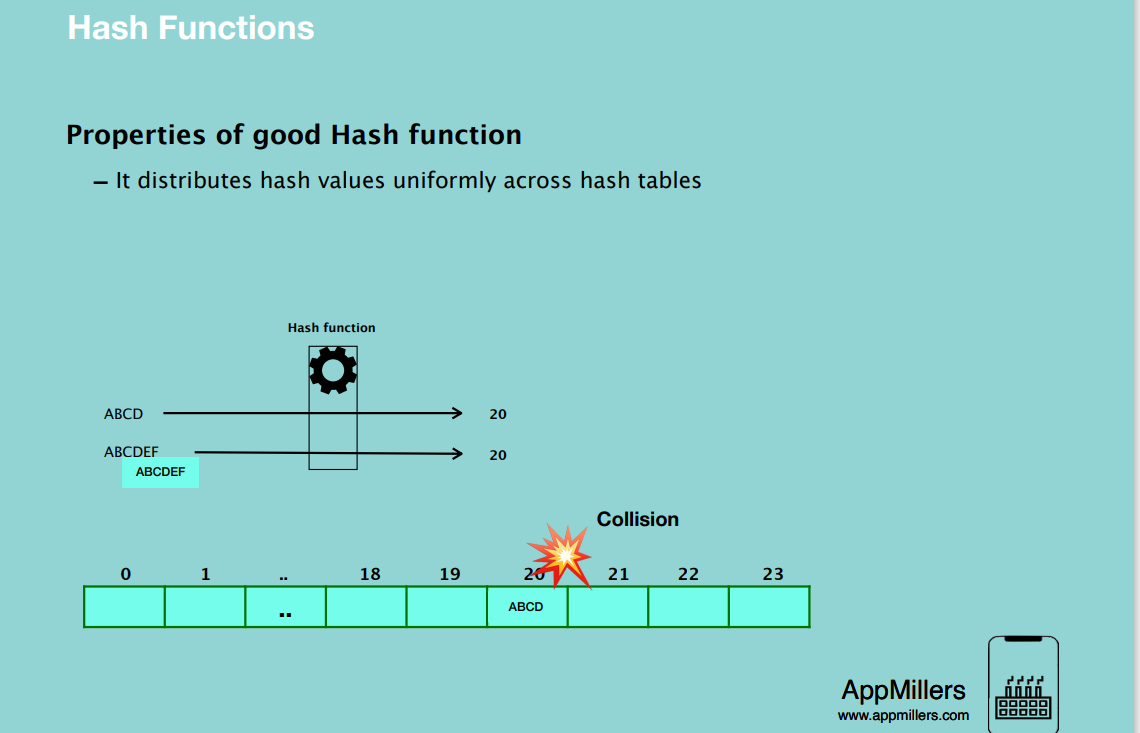 Hash Functions
Properties of good Hash function
– It distributes hash values uniformly across hash tables
Hash function
ABCD 20
ABCDEF 20
ABCDEF
Collision
0 1 .. 18 19 20 21 22 23
.. ABCD
AppMillers
www.appmillers.com